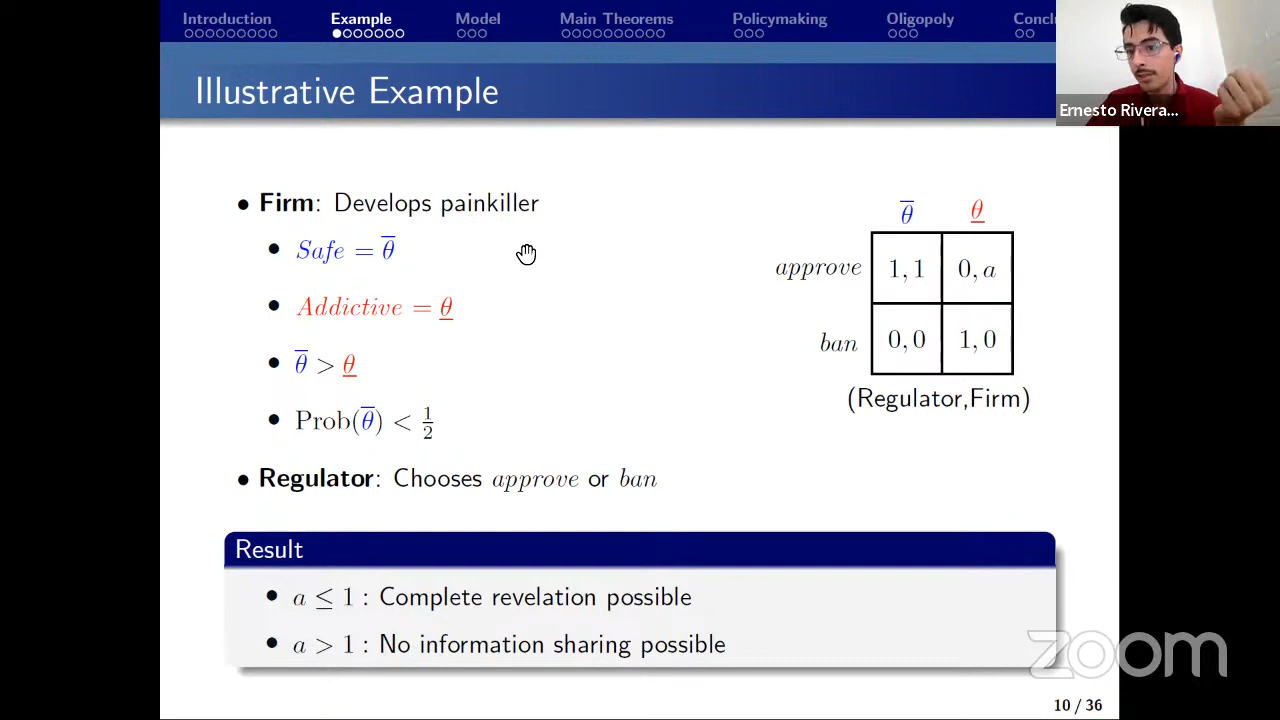 Introduction Example Model Main Theorems Policymaking Oligopoly Conclu
Ernesto Rivera...
Illustrative Example
• Firm: Develops painkiller
• Safe = θ̅
• Addictive = θ̲
• θ̅ > θ̲
• Prob(θ̅) < 1/2
• Regulator: Chooses approve or ban
θ̅ θ̲
approve 1, 1 0, a
ban 0, 0 1, 0
(Regulator,Firm)
Result
• a ≤ 1 : Complete revelation possible
• a > 1 : No information sharing possible
zoom
10 / 36